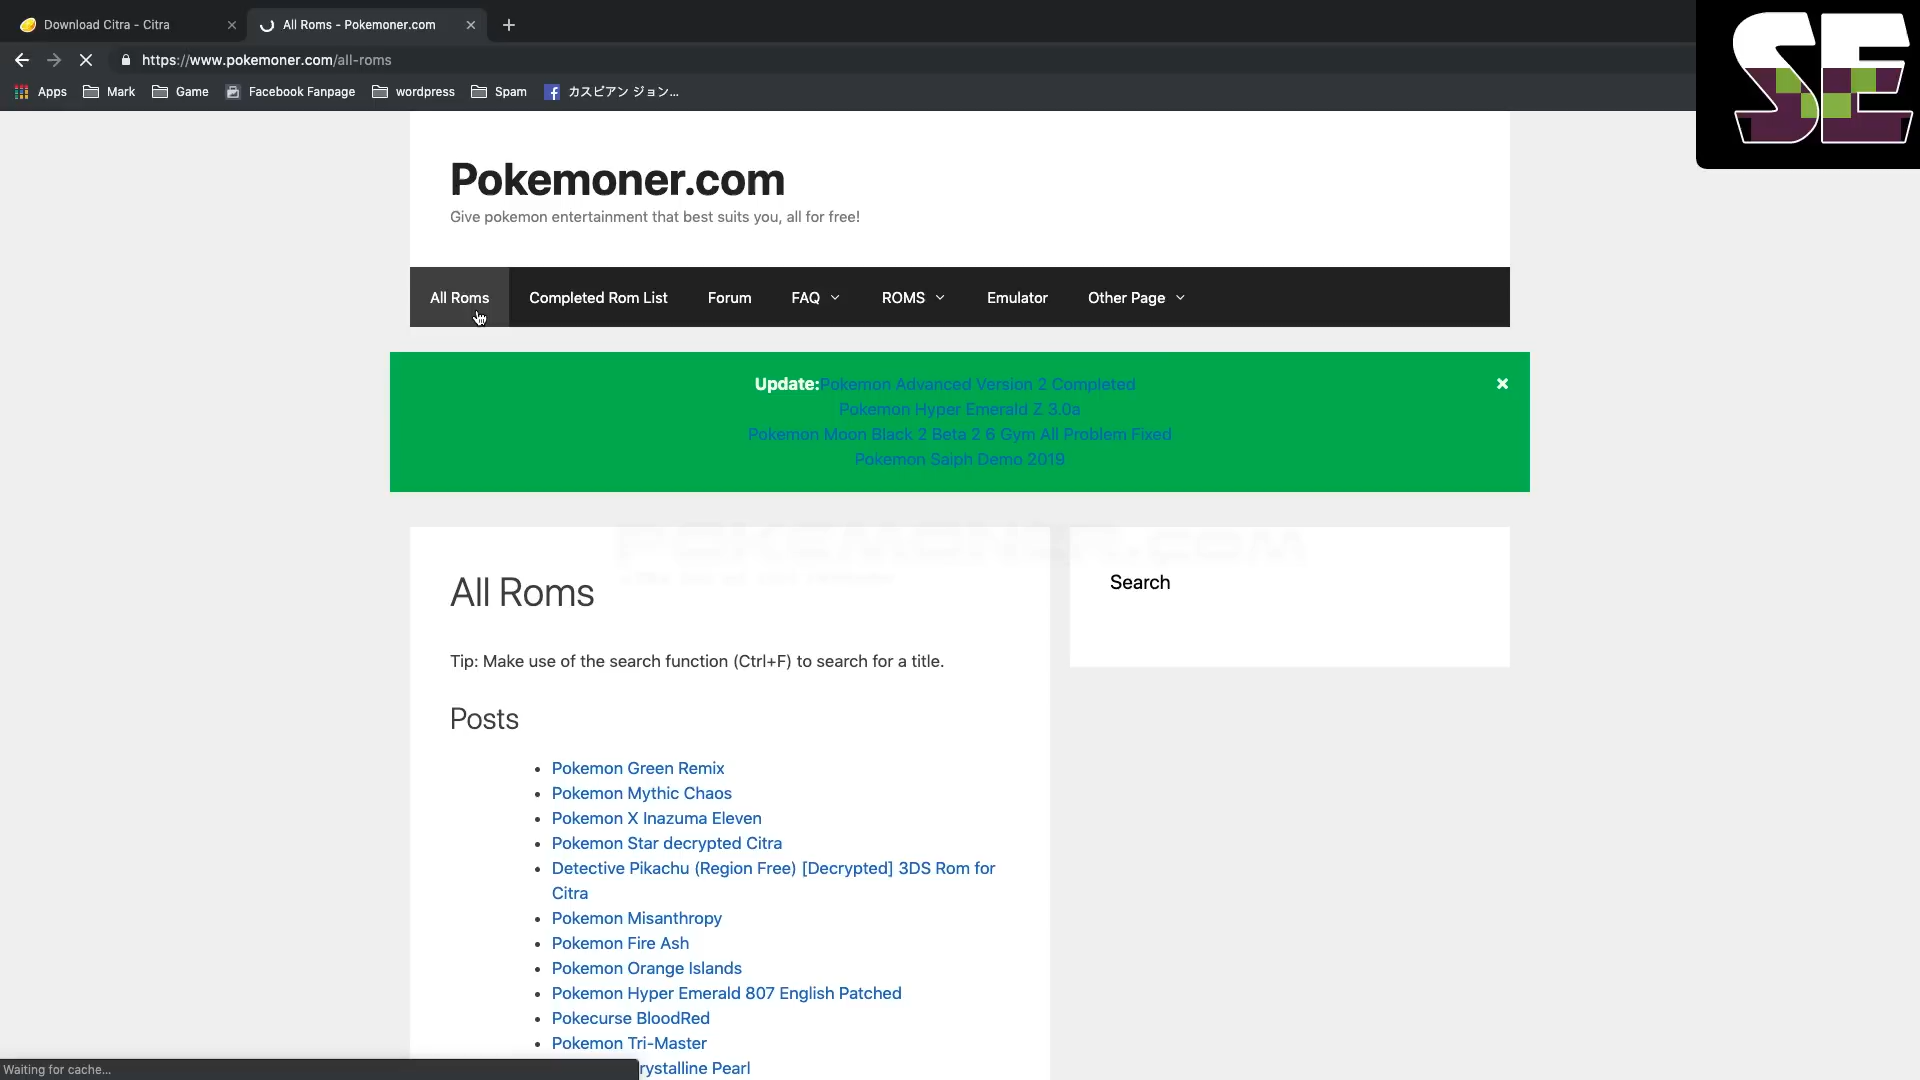 Download Citra - Citra
All Roms - Pokemoner.com
https://www.pokemoner.com/all-roms
Apps Mark Game Facebook Fanpage wordpress Spam カスピアン ジョン...
SE
Pokemoner.com
Give pokemon entertainment that best suits you, all for free!
All Roms Completed Rom List Forum FAQ ROMS Emulator Other Page
Update:Pokemon Advanced Version 2 Completed
Pokemon Hyper Emerald Z 3.0a
Pokemon Moon Black 2 Beta 2 6 Gym All Problem Fixed
Pokemon Saiph Demo 2019
POKEMONER.COM
All Roms
Search
Tip: Make use of the search function (Ctrl+F) to search for a title.
Posts
Pokemon Green Remix
Pokemon Mythic Chaos
Pokemon X Inazuma Eleven
Pokemon Star decrypted Citra
Detective Pikachu (Region Free) [Decrypted] 3DS Rom for
Citra
Pokemon Misanthropy
Pokemon Fire Ash
Pokemon Orange Islands
Pokemon Hyper Emerald 807 English Patched
Pokecurse BloodRed
Pokemon Tri-Master
rystalline Pearl
Waiting for cache...